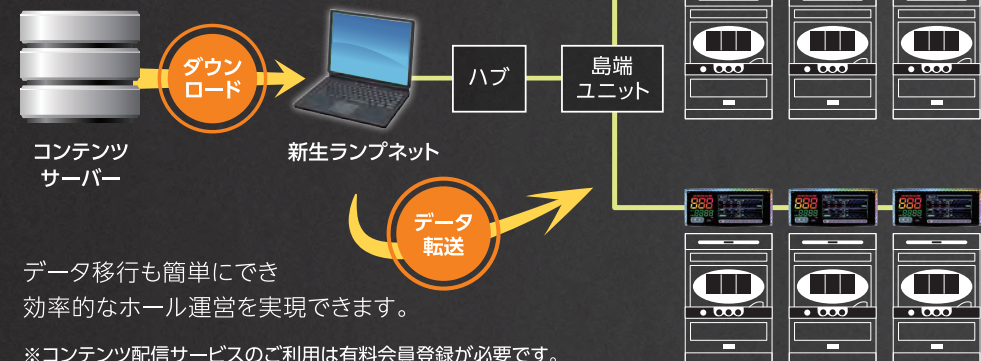 ダウン
ロード
ハブ
島端
ユニット
コンテンツ
サーバー
新生ランプネット
データ
転送
データ移行も簡単にでき
効率的なホール運営を実現できます。
※コンテンツ配信サービスのご利用は有料会員登録が必要です。